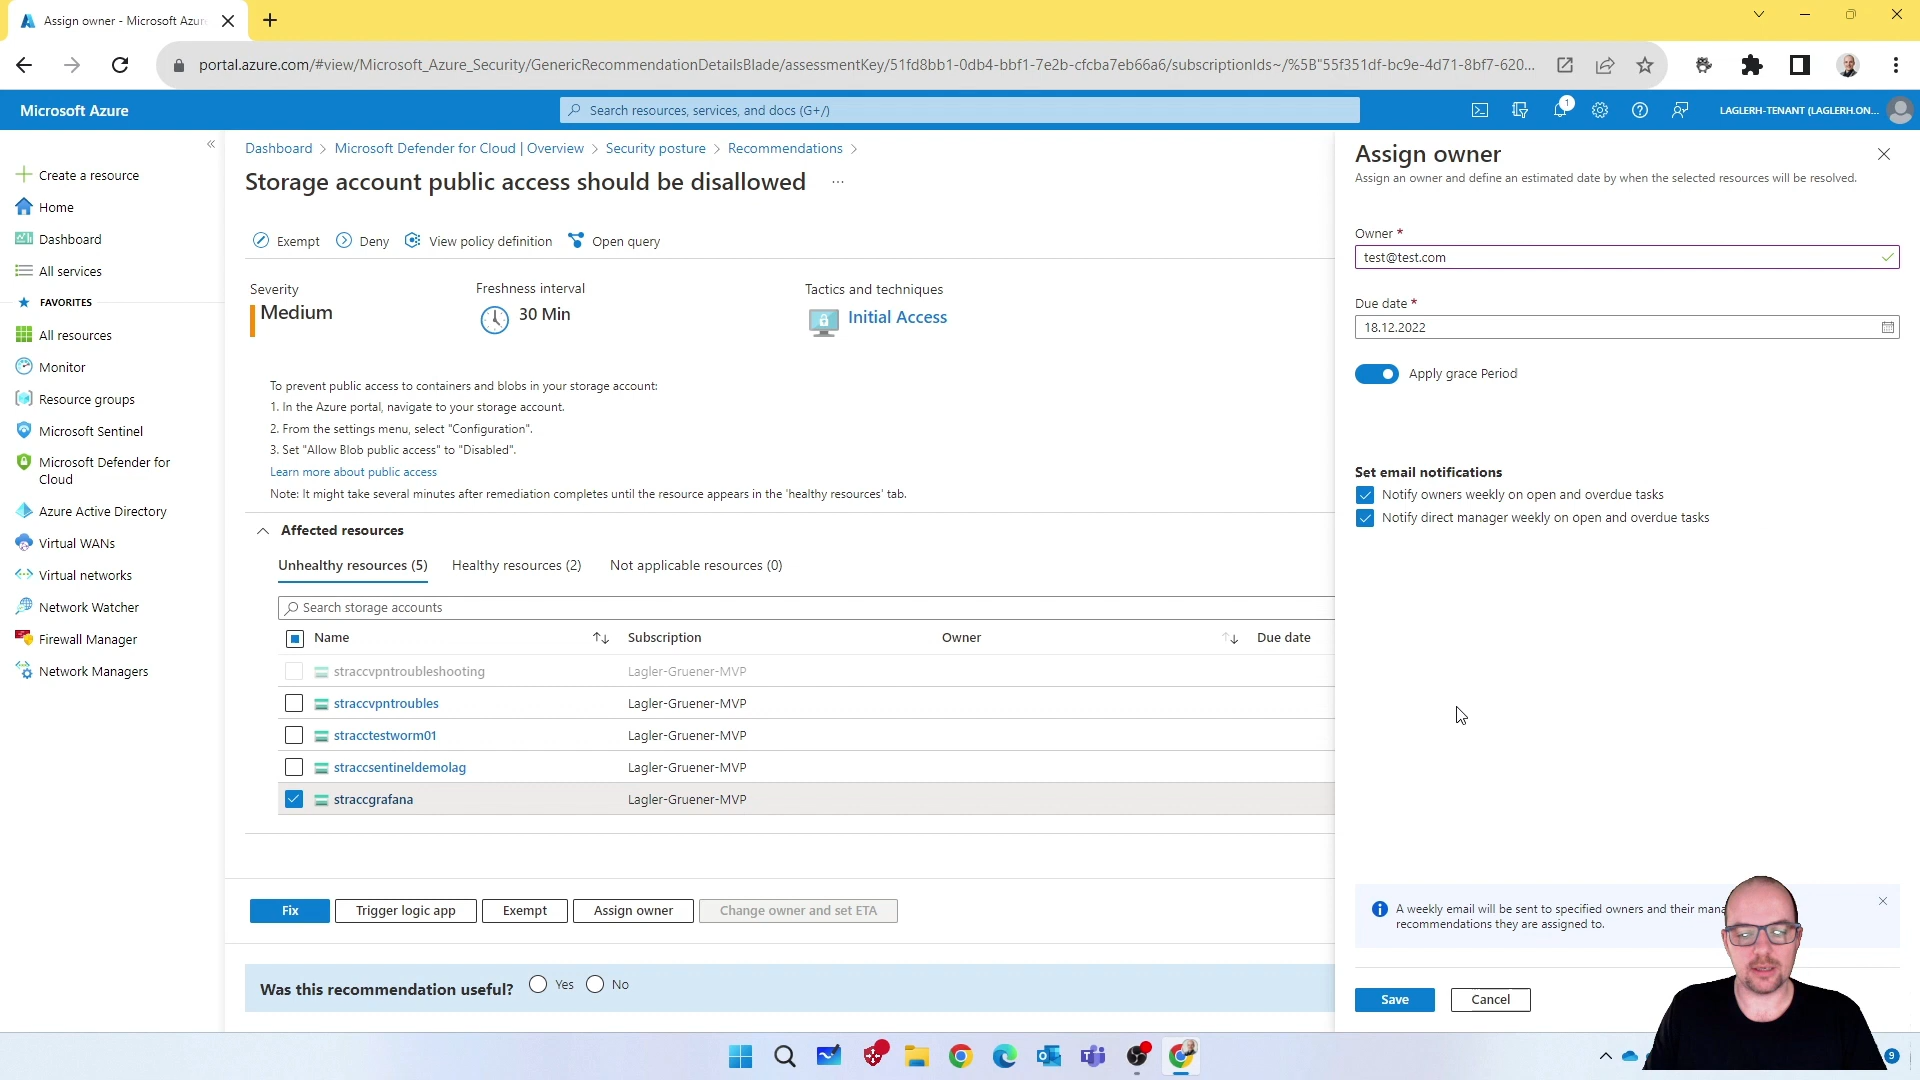 Assign owner - Microsoft Azur
portal.azure.com/#view/Microsoft_Azure_Security/GenericRecommendationDetailsBlade/assessmentKey/51fd8bb1-0db4-bbf1-7e2b-cfcba7eb66a6/subscriptionIds~/%5B"55f351df-bc9e-4d71-8bf7-620...
Microsoft Azure
Search resources, services, and docs (G+/)
1
LAGLERH-TENANT (LAGLERH.ON...
Create a resource
Home
Dashboard
All services
FAVORITES
All resources
Monitor
Resource groups
Microsoft Sentinel
Microsoft Defender for
Cloud
Azure Active Directory
Virtual WANs
Virtual networks
Network Watcher
Firewall Manager
Network Managers
Dashboard > Microsoft Defender for Cloud | Overview > Security posture > Recommendations >
Storage account public access should be disallowed ...
Exempt Deny View policy definition Open query
Severity
Medium
Freshness interval
30 Min
Tactics and techniques
Initial Access
To prevent public access to containers and blobs in your storage account:
1. In the Azure portal, navigate to your storage account.
2. From the settings menu, select "Configuration".
3. Set "Allow Blob public access" to "Disabled".
Learn more about public access
Note: It might take several minutes after remediation completes until the resource appears in the 'healthy resources' tab.
Affected resources
Unhealthy resources (5) Healthy resources (2) Not applicable resources (0)
Search storage accounts
Name Subscription Owner Due date
straccvpntroubleshooting Lagler-Gruener-MVP
straccvpntroubles Lagler-Gruener-MVP
stracctestworm01 Lagler-Gruener-MVP
straccsentineldemolag Lagler-Gruener-MVP
straccgrafana Lagler-Gruener-MVP
Fix Trigger logic app Exempt Assign owner Change owner and set ETA
Was this recommendation useful? Yes No
Assign owner
Assign an owner and define an estimated date by when the selected resources will be resolved.
Owner *
test@test.com
Due date *
18.12.2022
Apply grace Period
Set email notifications
Notify owners weekly on open and overdue tasks
Notify direct manager weekly on open and overdue tasks
A weekly email will be sent to specified owners and their
recommendations they are assigned to.
Save Cancel
9